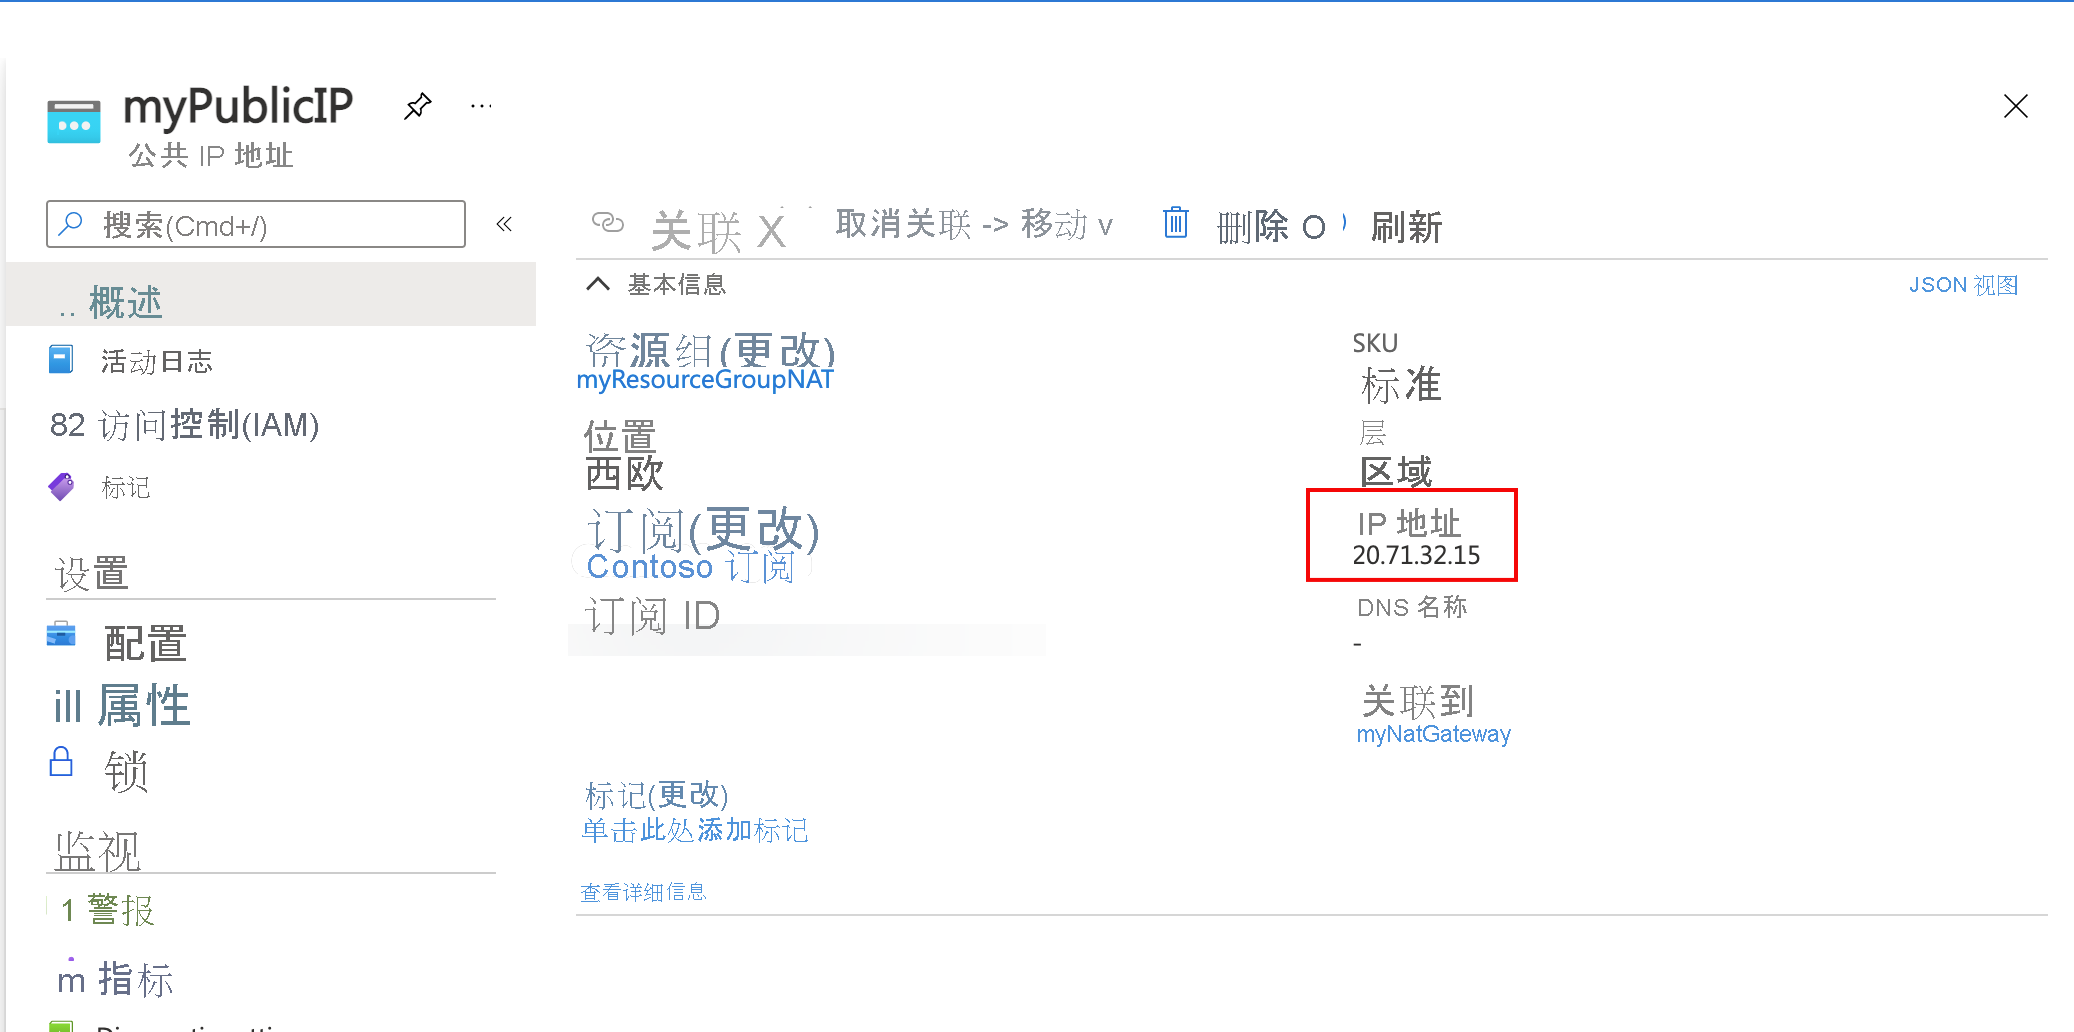 myPublicIP
公共 IP 地址
搜索(Cmd+/)
.. 概述
活动日志
82 访问控制(IAM)
标记
设置
配置
ill 属性
锁
监视
1 警报
m 指标
关联 X 取消关联 -> 移动 v 删除 O 刷新
基本信息
JSON 视图
资源组(更改)
myResourceGroupNAT
位置
西欧
订阅(更改)
Contoso 订阅
订阅 ID
SKU
标准
层
区域
IP 地址
20.71.32.15
DNS 名称
-
关联到
myNatGateway
标记(更改)
单击此处添加标记
查看详细信息